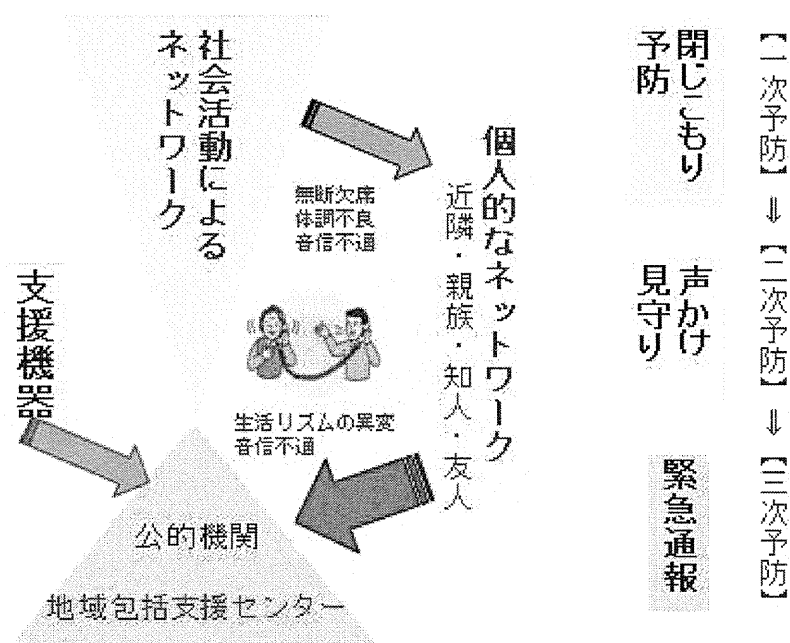 【一次予防】⇒【二次予防】⇒【三次予防】
閉じこもり
予防
声かけ
見守り
緊急通報
個人的なネットワーク
近隣・親族・知人・友人
社会活動による
ネットワーク
無断欠席
体調不良
音信不通
支援機器
生活リズムの異変
音信不通
公的機関
地域包括支援センター